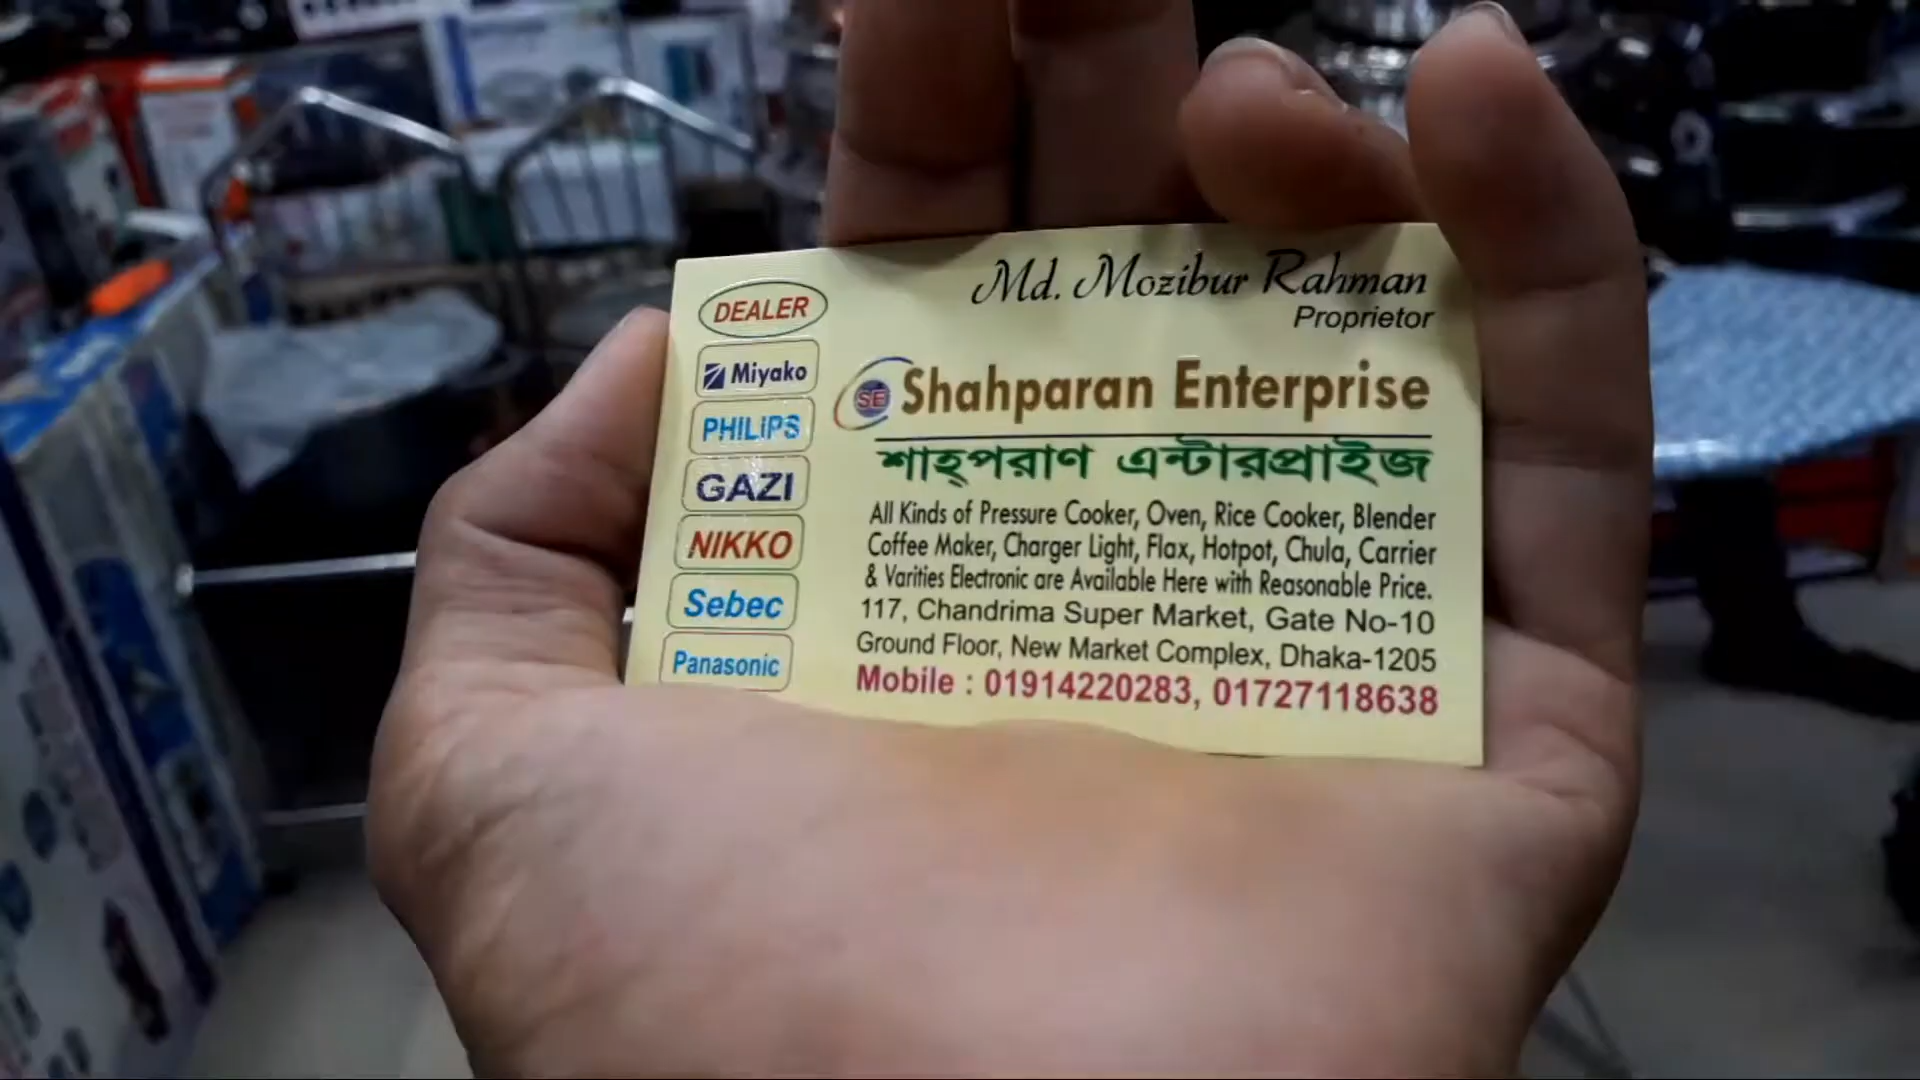 Md. Mozibur Rahman
Proprietor
DEALER
Miyako
PHILIPS
GAZI
NIKKO
Sebec
Panasonic
SE Shahparan Enterprise
শাহ্পরাণ এন্টারপ্রাইজ
All Kinds of Pressure Cooker, Oven, Rice Cooker, Blender
Coffee Maker, Charger Light, Flax, Hotpot, Chula, Carrier
& Varities Electronic are Available Here with Reasonable Price.
117, Chandrima Super Market, Gate No-10
Ground Floor, New Market Complex, Dhaka-1205
Mobile : 01914220283, 01727118638